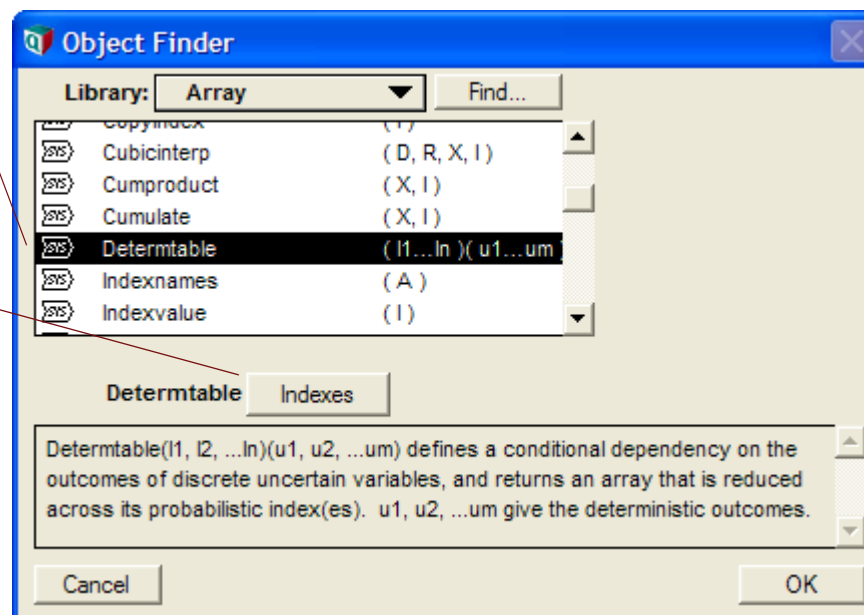 Object Finder
Library: Array Find...
Copyindex ( I )
Cubicinterp ( D, R, X, I )
Cumproduct ( X, I )
Cumulate ( X, I )
Determtable ( I1...In )( u1...um )
Indexnames ( A )
Indexvalue ( I )
Determtable Indexes
Determtable(I1, I2, ...In)(u1, u2, ...um) defines a conditional dependency on the
outcomes of discrete uncertain variables, and returns an array that is reduced
across its probabilistic index(es). u1, u2, ...um give the deterministic outcomes.
Cancel OK